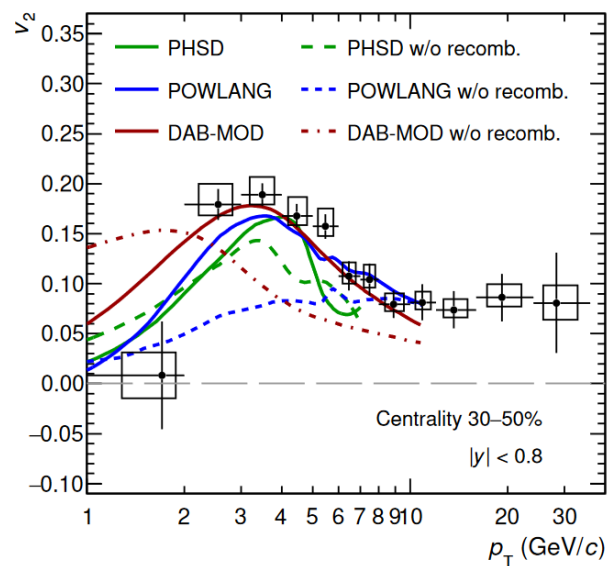 v₂
0.35
0.30
0.25
0.20
0.15
0.10
0.05
0.00
−0.05
−0.10
PHSD
PHSD w/o recomb.
POWLANG
POWLANG w/o recomb.
DAB-MOD
DAB-MOD w/o recomb.
Centrality 30–50%
|y| < 0.8
1 2 3 4 5 6 7 8 9 10 20 30
p_T (GeV/c)